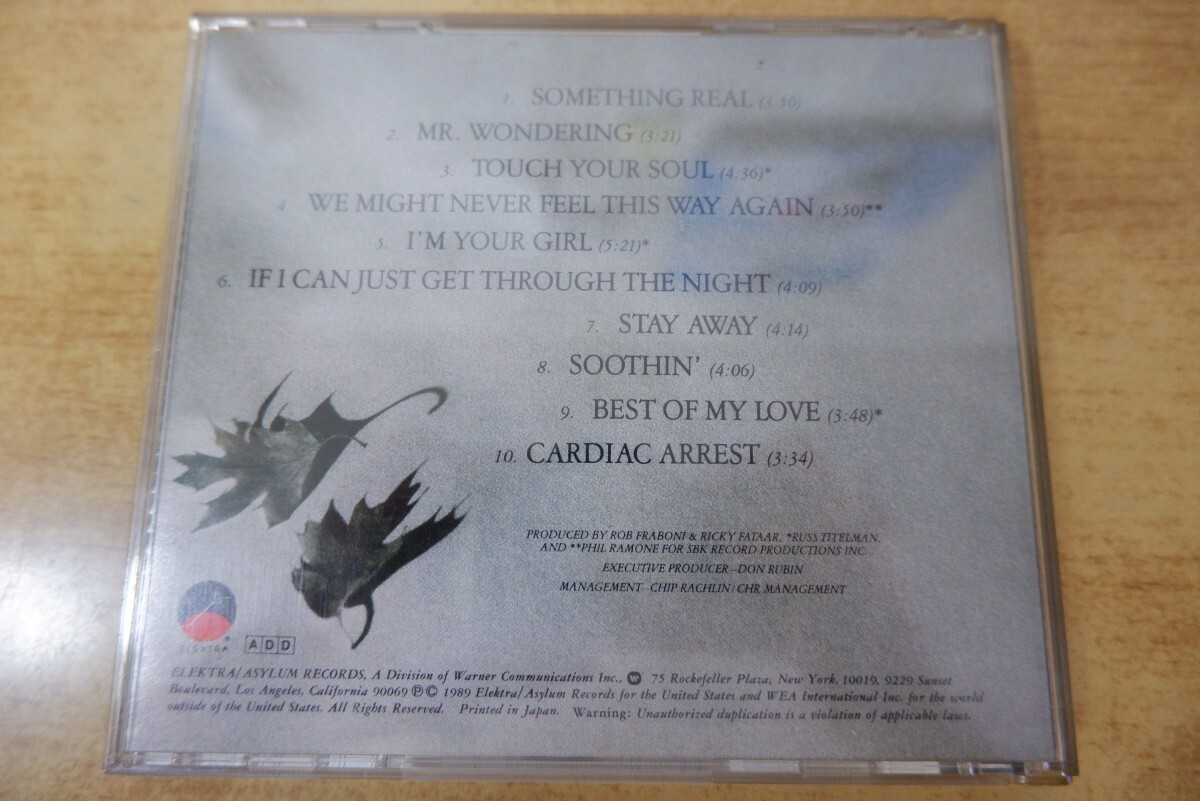 1. SOMETHING REAL (3:50)
2. MR. WONDERING (3:21)
3. TOUCH YOUR SOUL (4:36)*
4. WE MIGHT NEVER FEEL THIS WAY AGAIN (3:50)**
5. I'M YOUR GIRL (5:21)*
6. IF I CAN JUST GET THROUGH THE NIGHT (4:09)
7. STAY AWAY (4:14)
8. SOOTHIN' (4:06)
9. BEST OF MY LOVE (3:48)*
10. CARDIAC ARREST (3:34)
PRODUCED BY ROB FRABONI & RICKY FATAAR, *RUSS TITELMAN,
AND **PHIL RAMONE FOR SBK RECORD PRODUCTIONS INC.
EXECUTIVE PRODUCER—DON RUBIN
MANAGEMENT—CHIP RACHLIN/CHR MANAGEMENT
ELEKTRA
ADD
ELEKTRA/ASYLUM RECORDS, A Division of Warner Communications Inc., 75 Rockefeller Plaza, New York, 10019. 9229 Sunset
Boulevard, Los Angeles, California 90069 ℗© 1989 Elektra/Asylum Records for the United States and WEA International Inc. for the world
outside of the United States. All Rights Reserved. Printed in Japan. Warning: Unauthorized duplication is a violation of applicable laws.